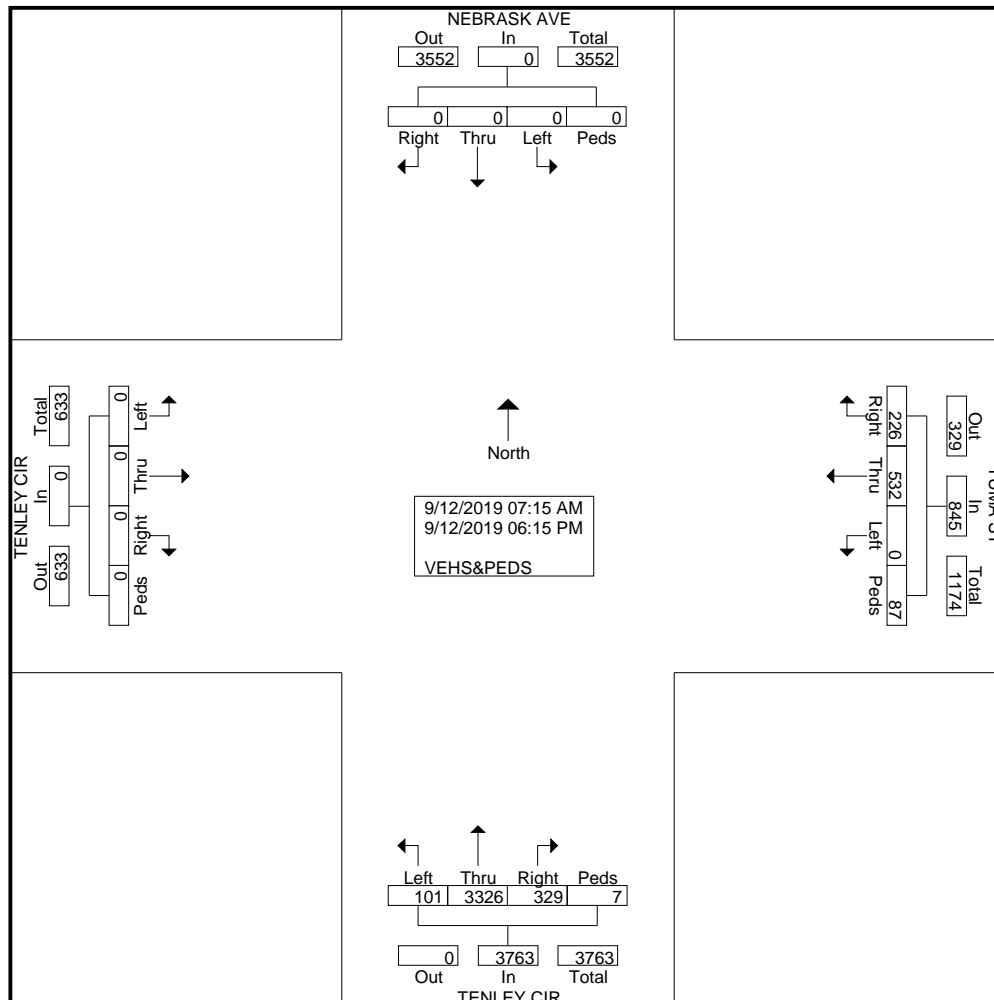 NEBRASK AVE
Out In Total
3552 0 3552
0 0 0 0
Right Thru Left Peds
TENLEY CIR
Total In Out
633 0 633
0 0 0 0
Left Thru Right Peds
North
9/12/2019 07:15 AM
9/12/2019 06:15 PM
VEHS&PEDS
Out In Total
329 845 1174
226 532 0 87
Right Thru Left Peds
Left Thru Right Peds
101 3326 329 7
0 3763 3763
Out In Total
TENLEY CIR